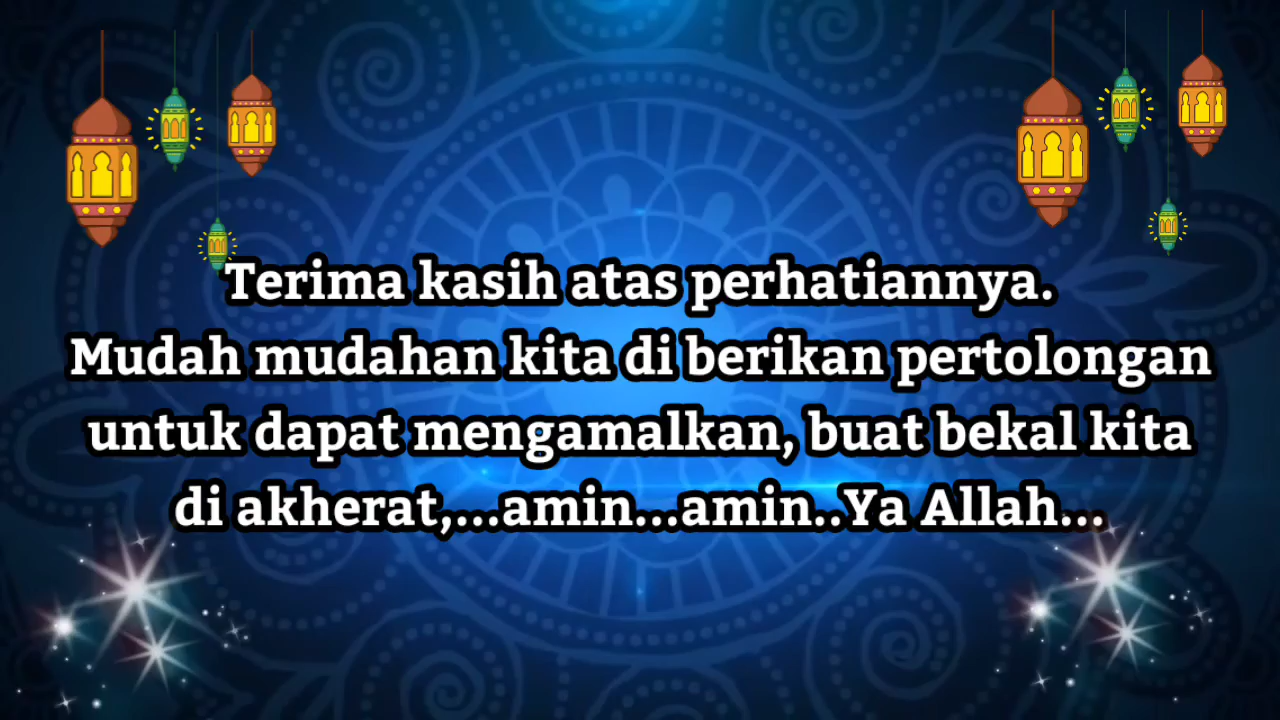 Terima kasih atas perhatiannya.
Mudah mudahan kita di berikan pertolongan
untuk dapat mengamalkan, buat bekal kita
di akherat,...amin...amin..Ya Allah...